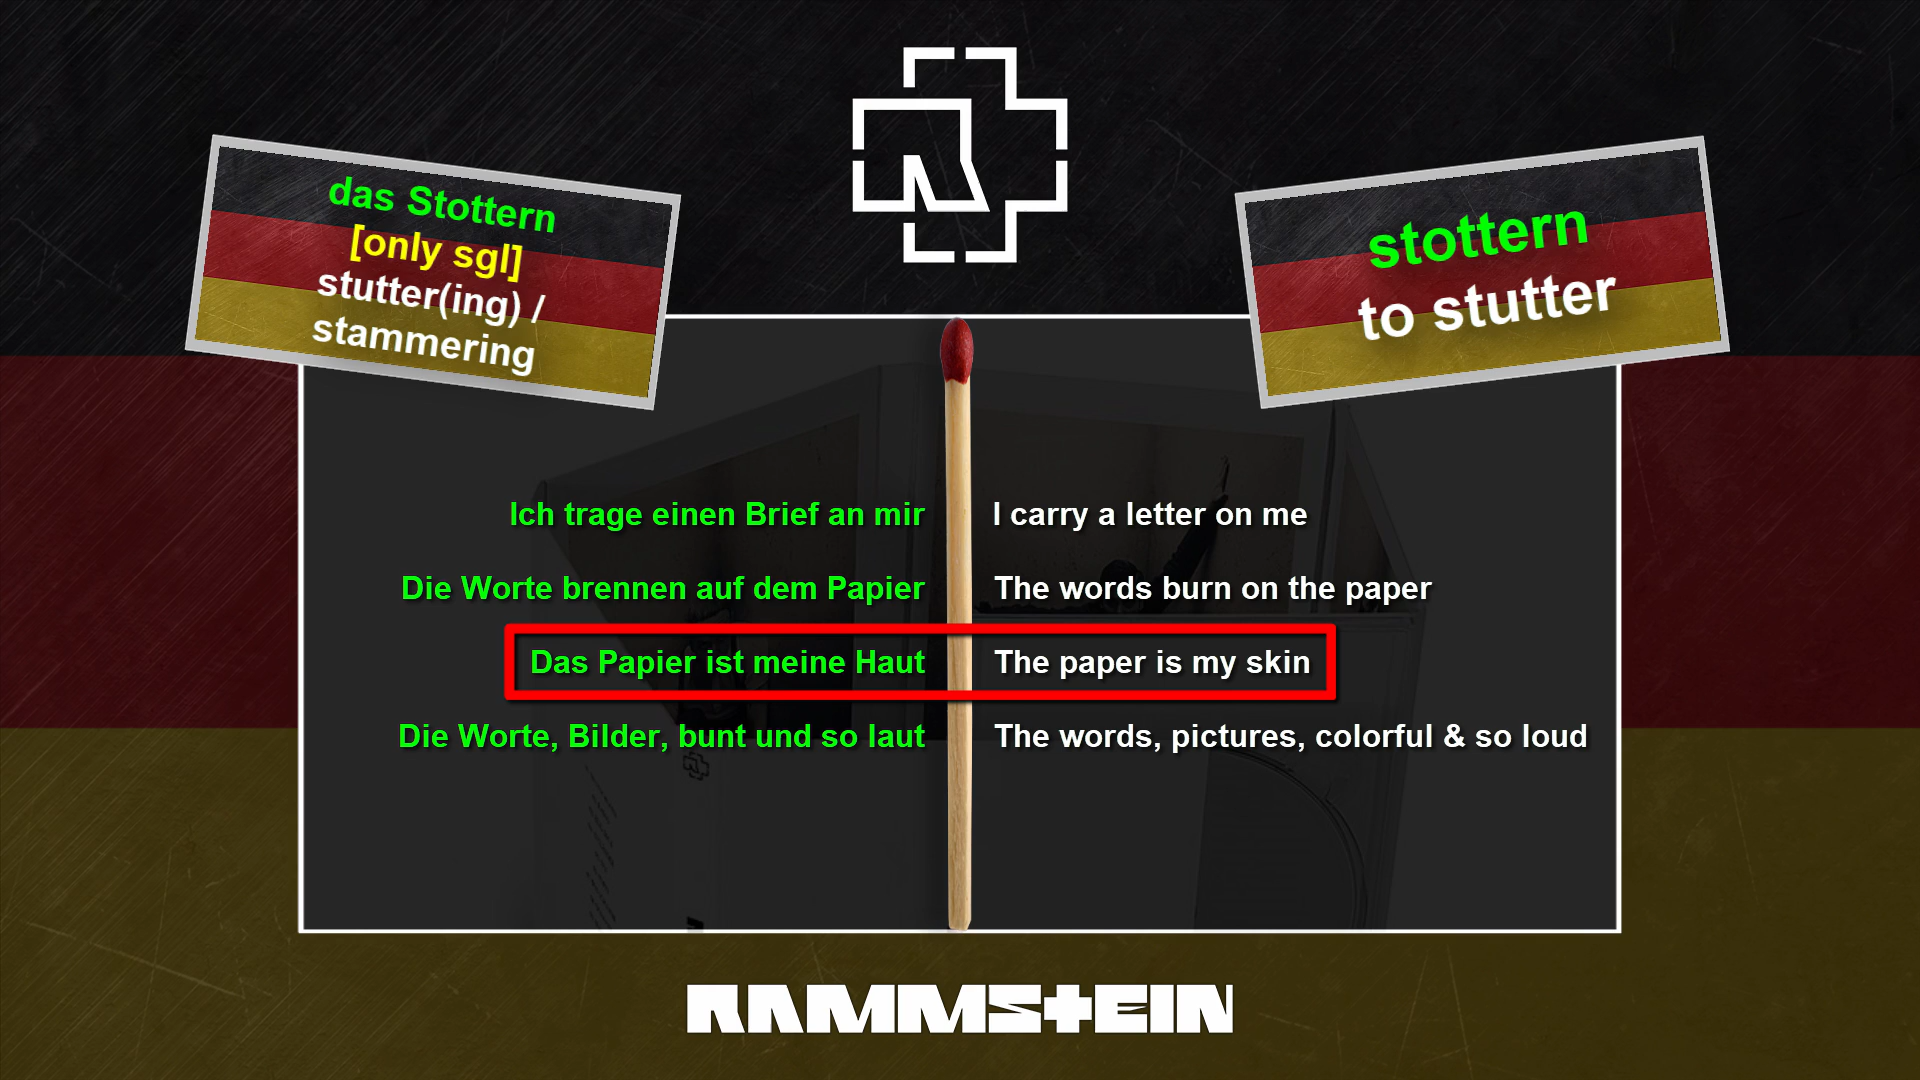 das Stottern
[only sgl]
stutter(ing) /
stammering
stottern
to stutter
Ich trage einen Brief an mir
I carry a letter on me
Die Worte brennen auf dem Papier
The words burn on the paper
Das Papier ist meine Haut
The paper is my skin
Die Worte, Bilder, bunt und so laut
The words, pictures, colorful & so loud
RAMMSTEIN